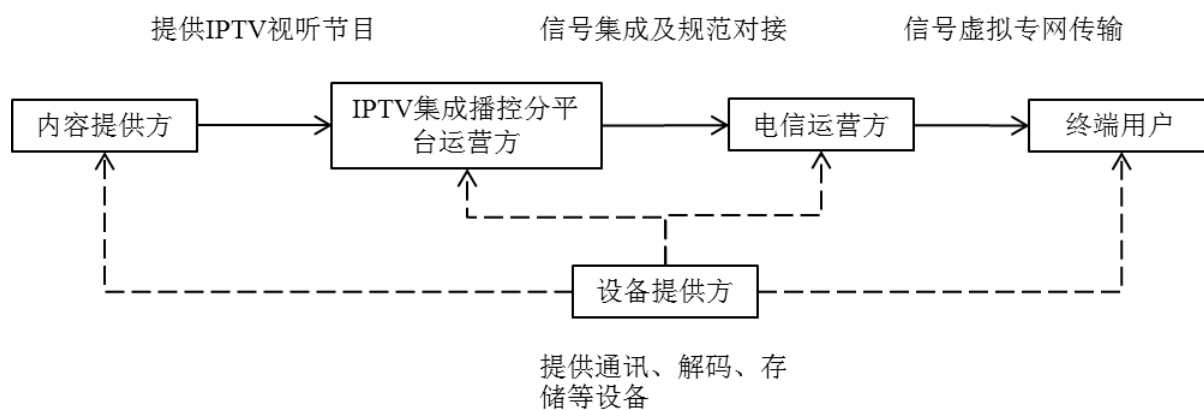 提供IPTV视听节目
信号集成及规范对接
信号虚拟专网传输
内容提供方
IPTV集成播控分平
台运营方
电信运营方
终端用户
设备提供方
提供通讯、解码、存
储等设备